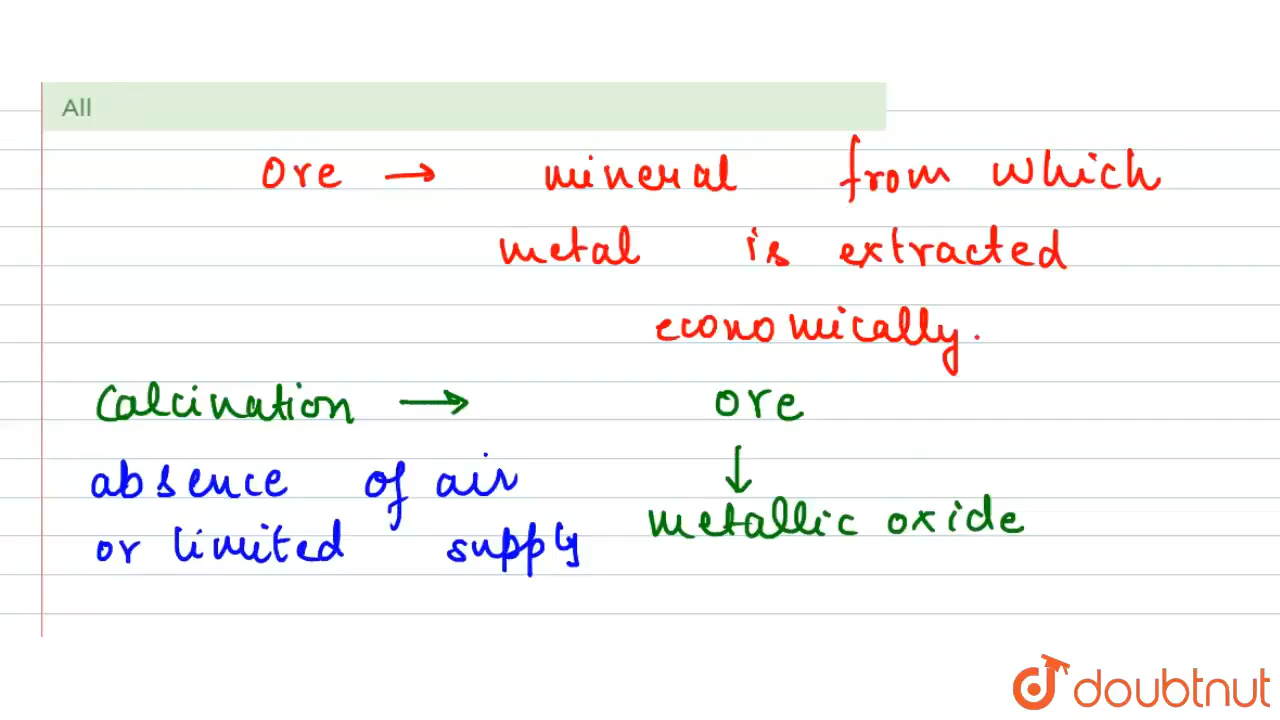 All
Ore → mineral from which
metal is extracted
economically.
Calcination → ore
↓
absence of air
metallic oxide
or limited supply
doubtnut